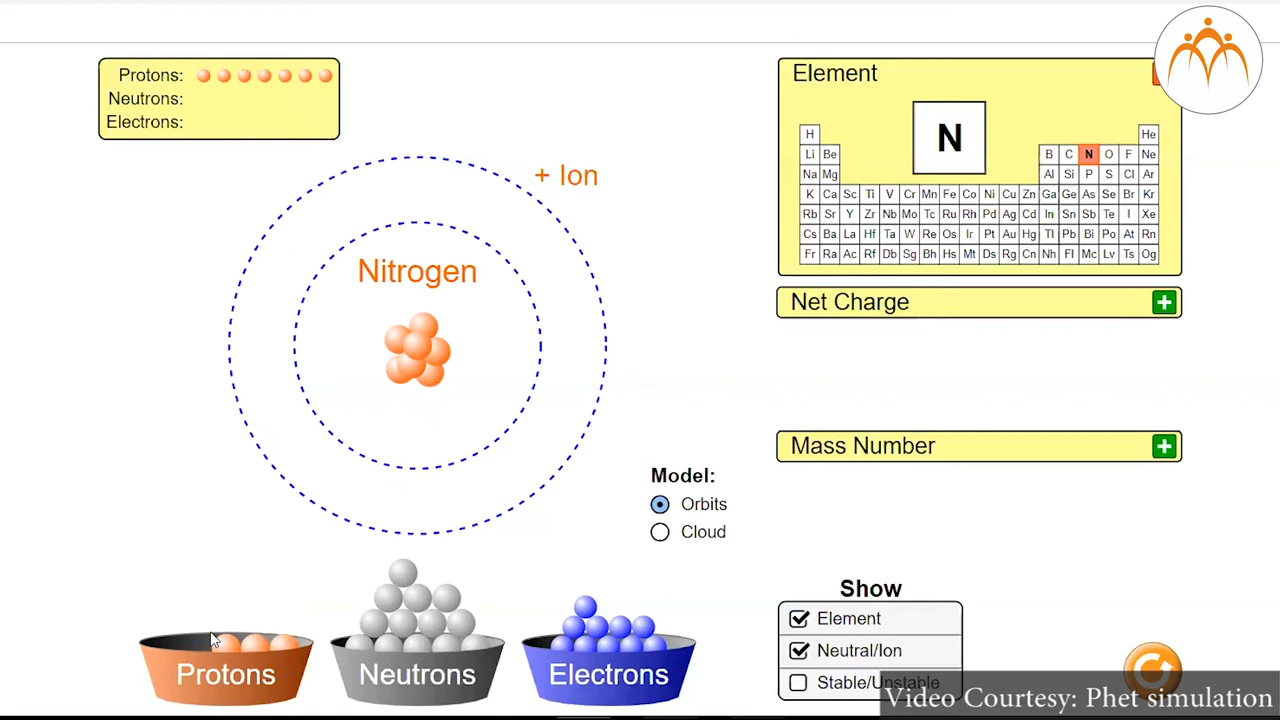 Protons:
Neutrons:
Electrons:
+ Ion
Nitrogen
Element
N
H He
Li Be B C N O F Ne
Na Mg Al Si P S Cl Ar
K Ca Sc Ti V Cr Mn Fe Co Ni Cu Zn Ga Ge As Se Br Kr
Rb Sr Y Zr Nb Mo Tc Ru Rh Pd Ag Cd In Sn Sb Te I Xe
Cs Ba La Hf Ta W Re Os Ir Pt Au Hg Tl Pb Bi Po At Rn
Fr Ra Ac Rf Db Sg Bh Hs Mt Ds Rg Cn Nh Fl Mc Lv Ts Og
Net Charge
Mass Number
Model:
Orbits
Cloud
Protons
Neutrons
Electrons
Show
Element
Neutral/Ion
Stable/Unstable
Video Courtesy: Phet simulation